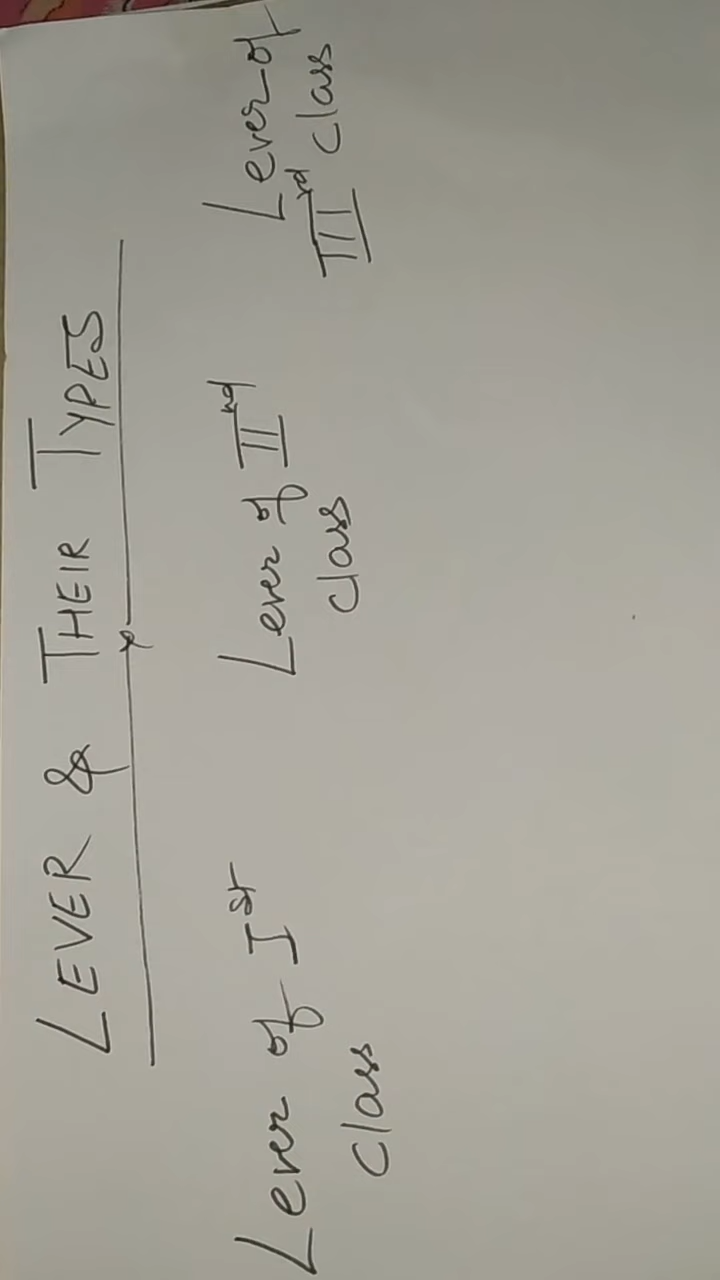 LEVER & THEIR TYPES
Lever of Ist
class
Lever of IInd
class
Lever of
IIIrd class